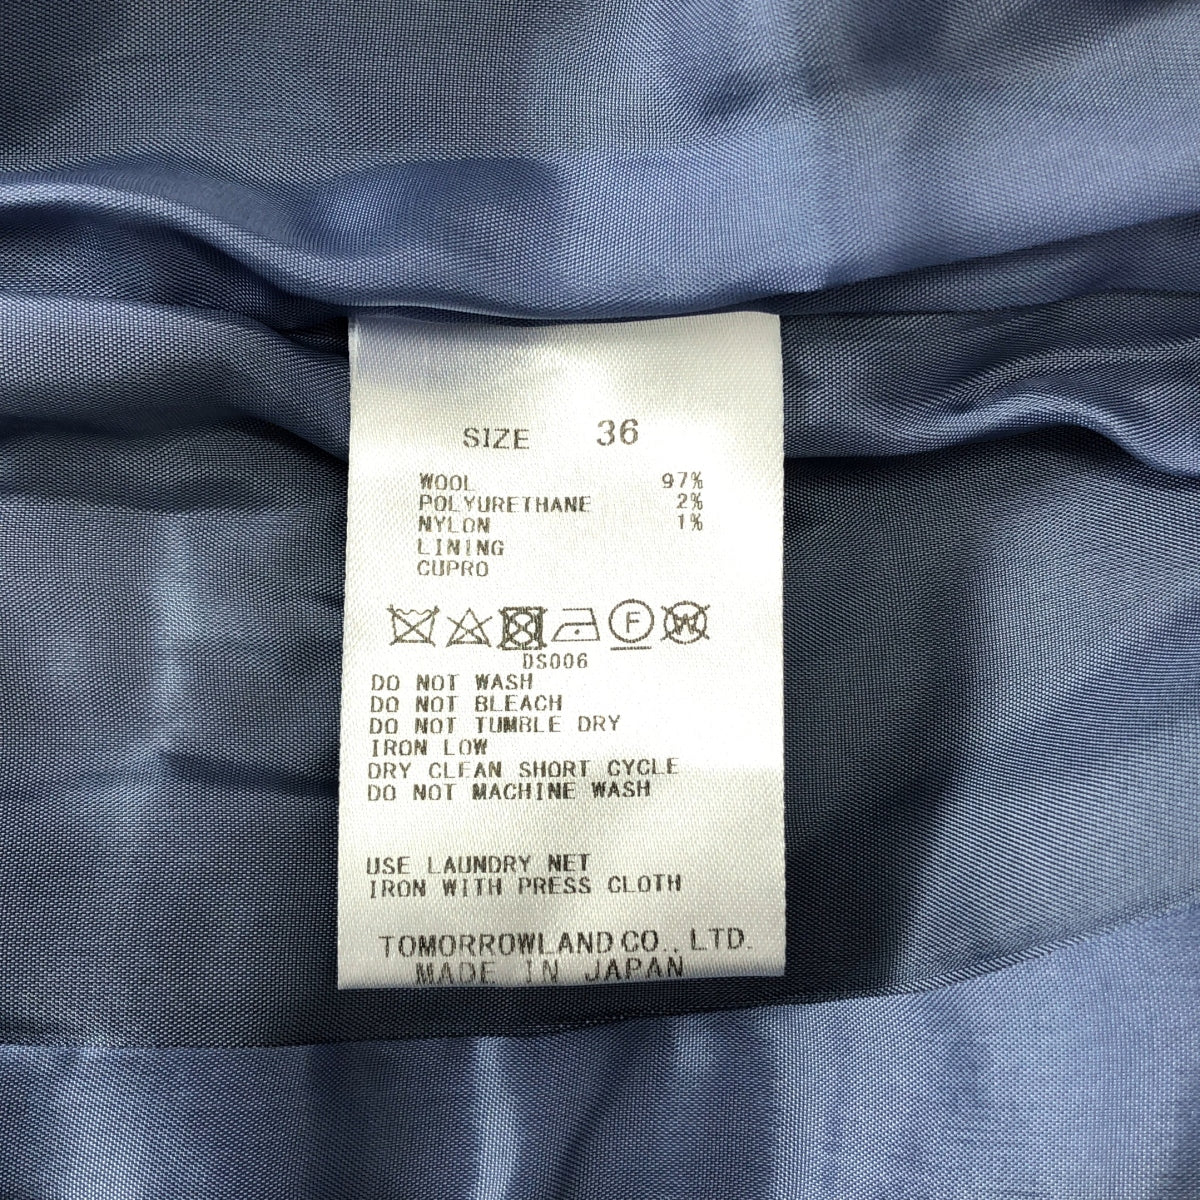 SIZE 36
WOOL 97%
POLYURETHANE 2%
NYLON 1%
LINING
CUPRO
F W
DS006
DO NOT WASH
DO NOT BLEACH
DO NOT TUMBLE DRY
IRON LOW
DRY CLEAN SHORT CYCLE
DO NOT MACHINE WASH
USE LAUNDRY NET
IRON WITH PRESS CLOTH
TOMORROWLAND CO., LTD.
MADE IN JAPAN